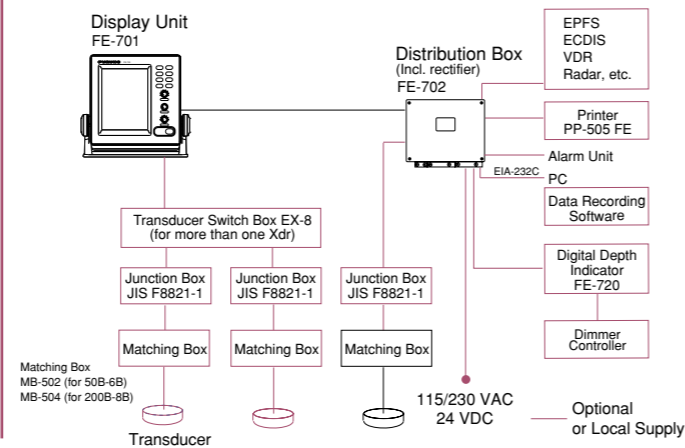 Display Unit
FE-701
Distribution Box
(Incl. rectifier)
FE-702
EPFS
ECDIS
VDR
Radar, etc.
Printer
PP-505 FE
Alarm Unit
EIA-232C
PC
Data Recording
Software
Digital Depth
Indicator
FE-720
Dimmer
Controller
Transducer Switch Box EX-8
(for more than one Xdr)
Junction Box
JIS F8821-1
Junction Box
JIS F8821-1
Junction Box
JIS F8821-1
Matching Box
Matching Box
Matching Box
Matching Box
MB-502 (for 50B-6B)
MB-504 (for 200B-8B)
Transducer
115/230 VAC
24 VDC
Optional
or Local Supply